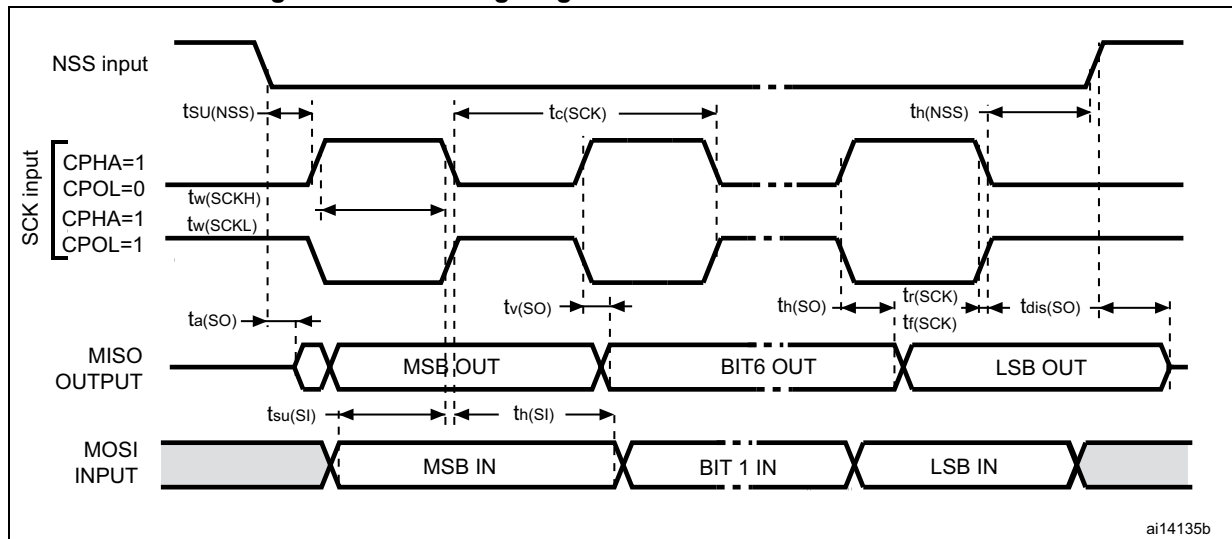 NSS input
tSU(NSS)
tc(SCK)
th(NSS)
SCK input
CPHA=1
CPOL=0
tw(SCKH)
CPHA=1
tw(SCKL)
CPOL=1
ta(SO)
tv(SO)
th(SO)
tr(SCK)
tf(SCK)
tdis(SO)
MISO
OUTPUT
MSB OUT
BIT6 OUT
LSB OUT
tsu(SI)
th(SI)
MOSI
INPUT
MSB IN
BIT 1 IN
LSB IN
ai14135b